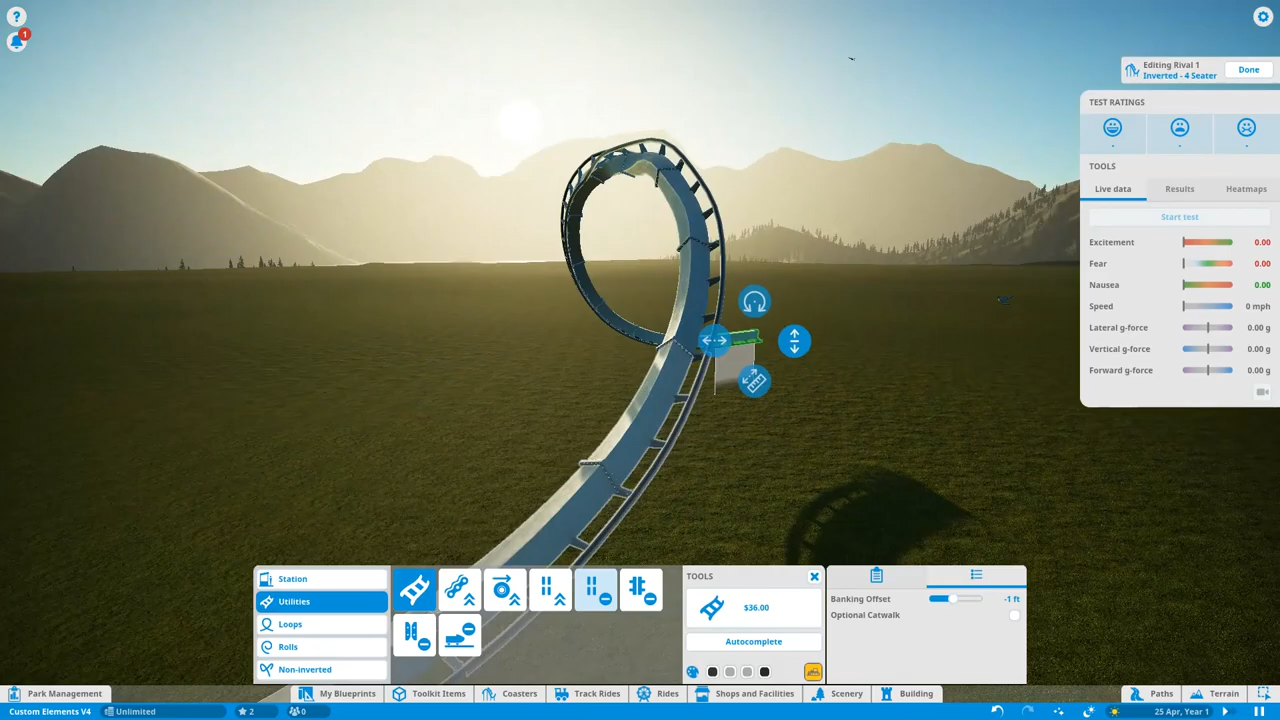 ?
1
Editing Rival 1
Inverted - 4 Seater
Done
TEST RATINGS
- - -
TOOLS
Live data Results Heatmaps
Start test
Excitement 0.00
Fear 0.00
Nausea 0.00
Speed 0 mph
Lateral g-force 0.00 g
Vertical g-force 0.00 g
Forward g-force 0.00 g
Station
Utilities
Loops
Rolls
Non-inverted
TOOLS
$36.00
Autocomplete
Banking Offset -1 ft
Optional Catwalk
Park Management My Blueprints Toolkit Items Coasters Track Rides Rides Shops and Facilities Scenery Building Paths Terrain
Custom Elements V4 Unlimited 2 0 25 Apr, Year 1